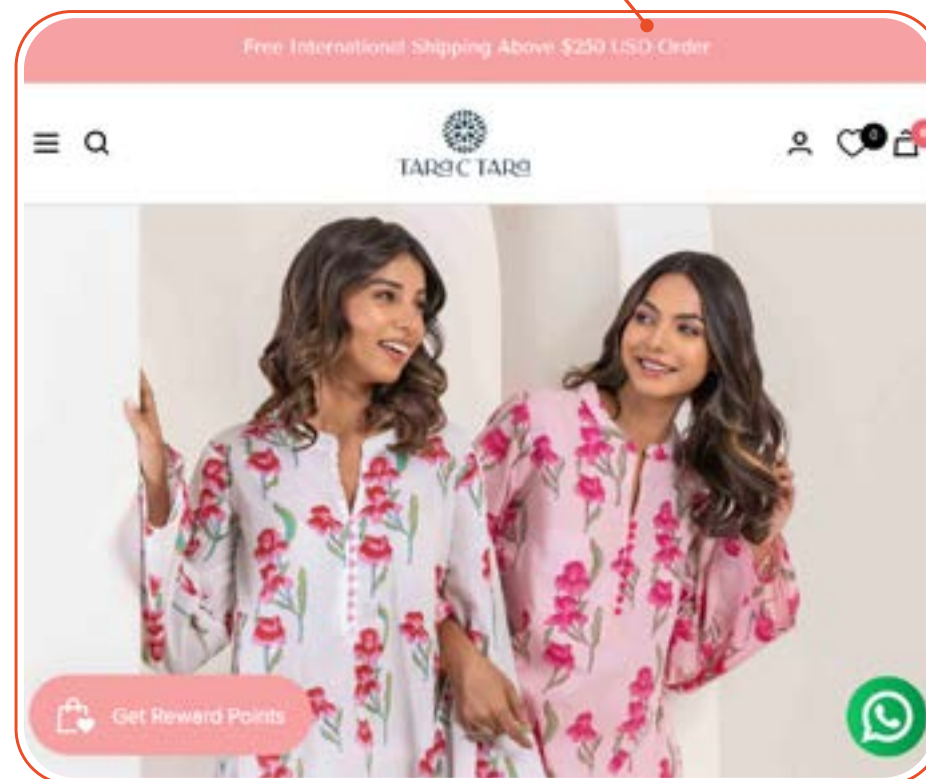 Free International Shipping Above $250 USD Order
0
TAROC TARO
Get Reward Points